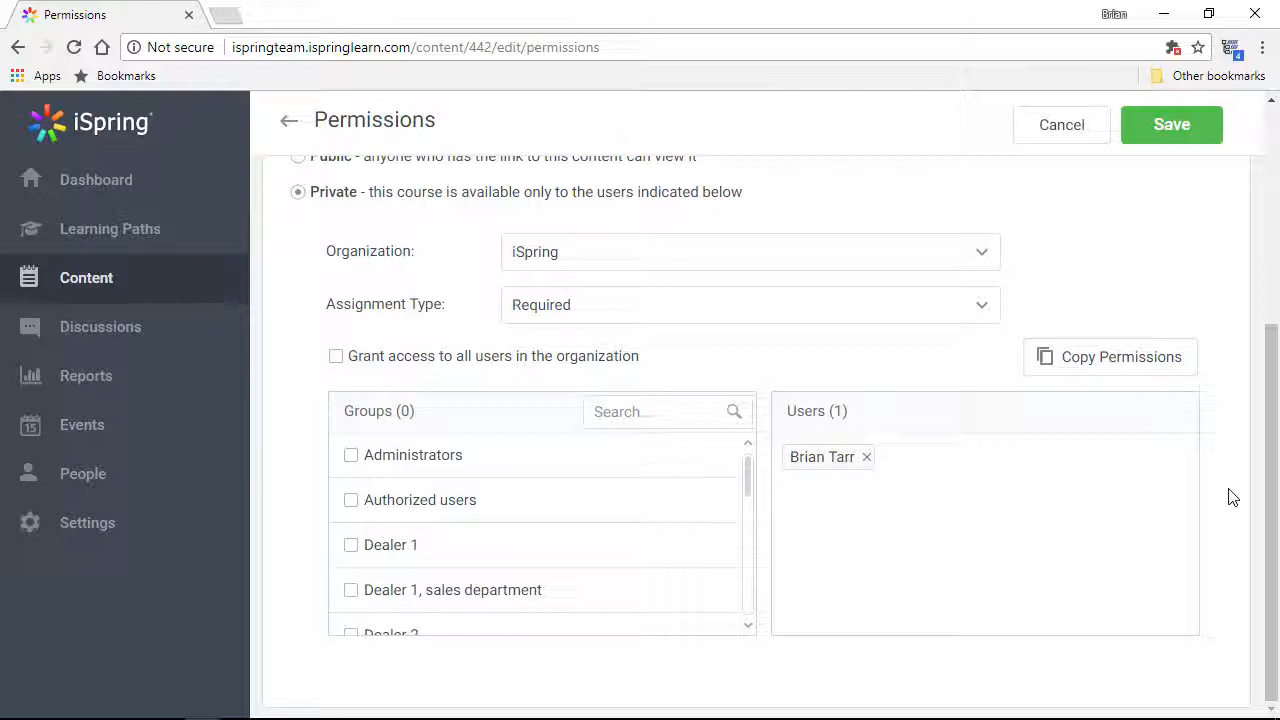 Permissions
Brian
Not secure
ispringteam.ispringlearn.com/content/442/edit/permissions
4
Apps
Bookmarks
Other bookmarks
iSpring
Permissions
Cancel
Save
Public - anyone who has the link to this content can view it
Dashboard
Private - this course is available only to the users indicated below
Learning Paths
Organization:
iSpring
Content
Assignment Type:
Required
Discussions
Grant access to all users in the organization
Copy Permissions
Reports
Groups (0)
Search...
Users (1)
15
Events
Administrators
Brian Tarr
People
Authorized users
Settings
Dealer 1
Dealer 1, sales department
Dealer 2